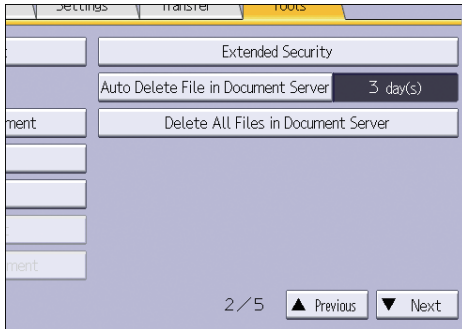 Settings Transfer Tools
Extended Security
Auto Delete File in Document Server 3 day(s)
ment Delete All Files in Document Server
ment
2/5 ▲ Previous ▼ Next